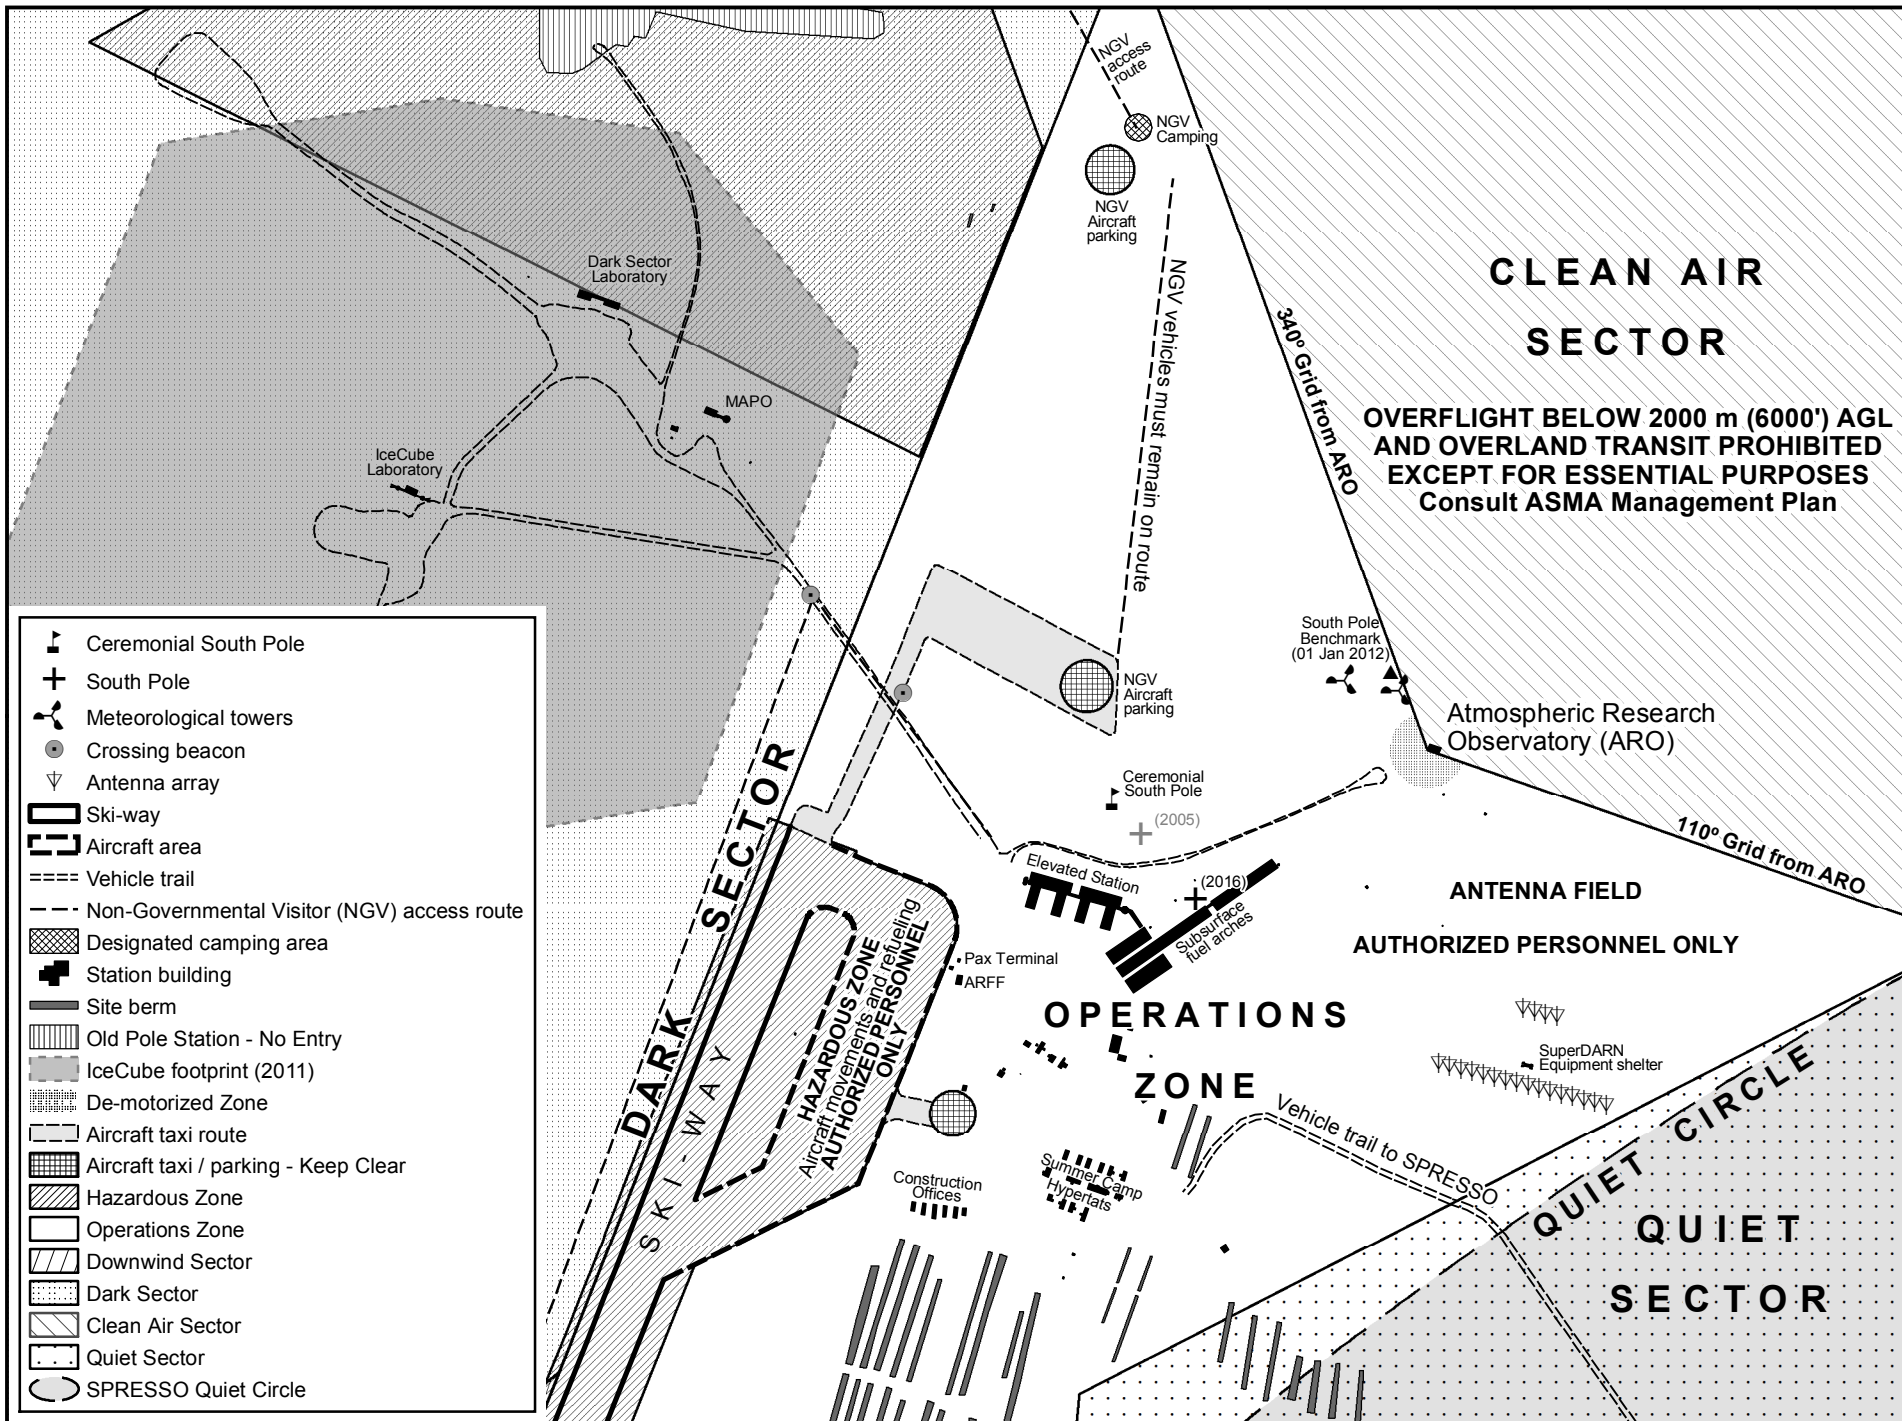 NGV
access
route
NGV
Camping
NGV
Aircraft
parking
NGV vehicles must remain on route
CLEAN AIR
SECTOR
340º Grid from ARO
OVERFLIGHT BELOW 2000 m (6000') AGL
AND OVERLAND TRANSIT PROHIBITED
EXCEPT FOR ESSENTIAL PURPOSES
Consult ASMA Management Plan
Dark Sector
Laboratory
MAPO
IceCube
Laboratory
South Pole
Benchmark
(01 Jan 2012)
NGV
Aircraft
parking
Atmospheric Research
Observatory (ARO)
Ceremonial
South Pole
(2005)
110º Grid from ARO
Elevated Station
(2016)
Subsurface
fuel arches
ANTENNA FIELD
AUTHORIZED PERSONNEL ONLY
DARK SECTOR
SKI-WAY
HAZARDOUS ZONE
Aircraft movements and refueling
AUTHORIZED PERSONNEL
ONLY
Pax Terminal
ARFF
OPERATIONS
ZONE
SuperDARN
Equipment shelter
Vehicle trail to SPRESSO
QUIET CIRCLE
QUIET
SECTOR
Construction
Offices
Summer Camp
Hypertats
Ceremonial South Pole
South Pole
Meteorological towers
Crossing beacon
Antenna array
Ski-way
Aircraft area
Vehicle trail
Non-Governmental Visitor (NGV) access route
Designated camping area
Station building
Site berm
Old Pole Station - No Entry
IceCube footprint (2011)
De-motorized Zone
Aircraft taxi route
Aircraft taxi / parking - Keep Clear
Hazardous Zone
Operations Zone
Downwind Sector
Dark Sector
Clean Air Sector
Quiet Sector
SPRESSO Quiet Circle